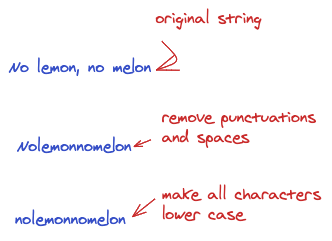 original string
No lemon, no melon
remove punctuations
and spaces
Nolemonnomelon
make all characters
lower case
nolemonnomelon